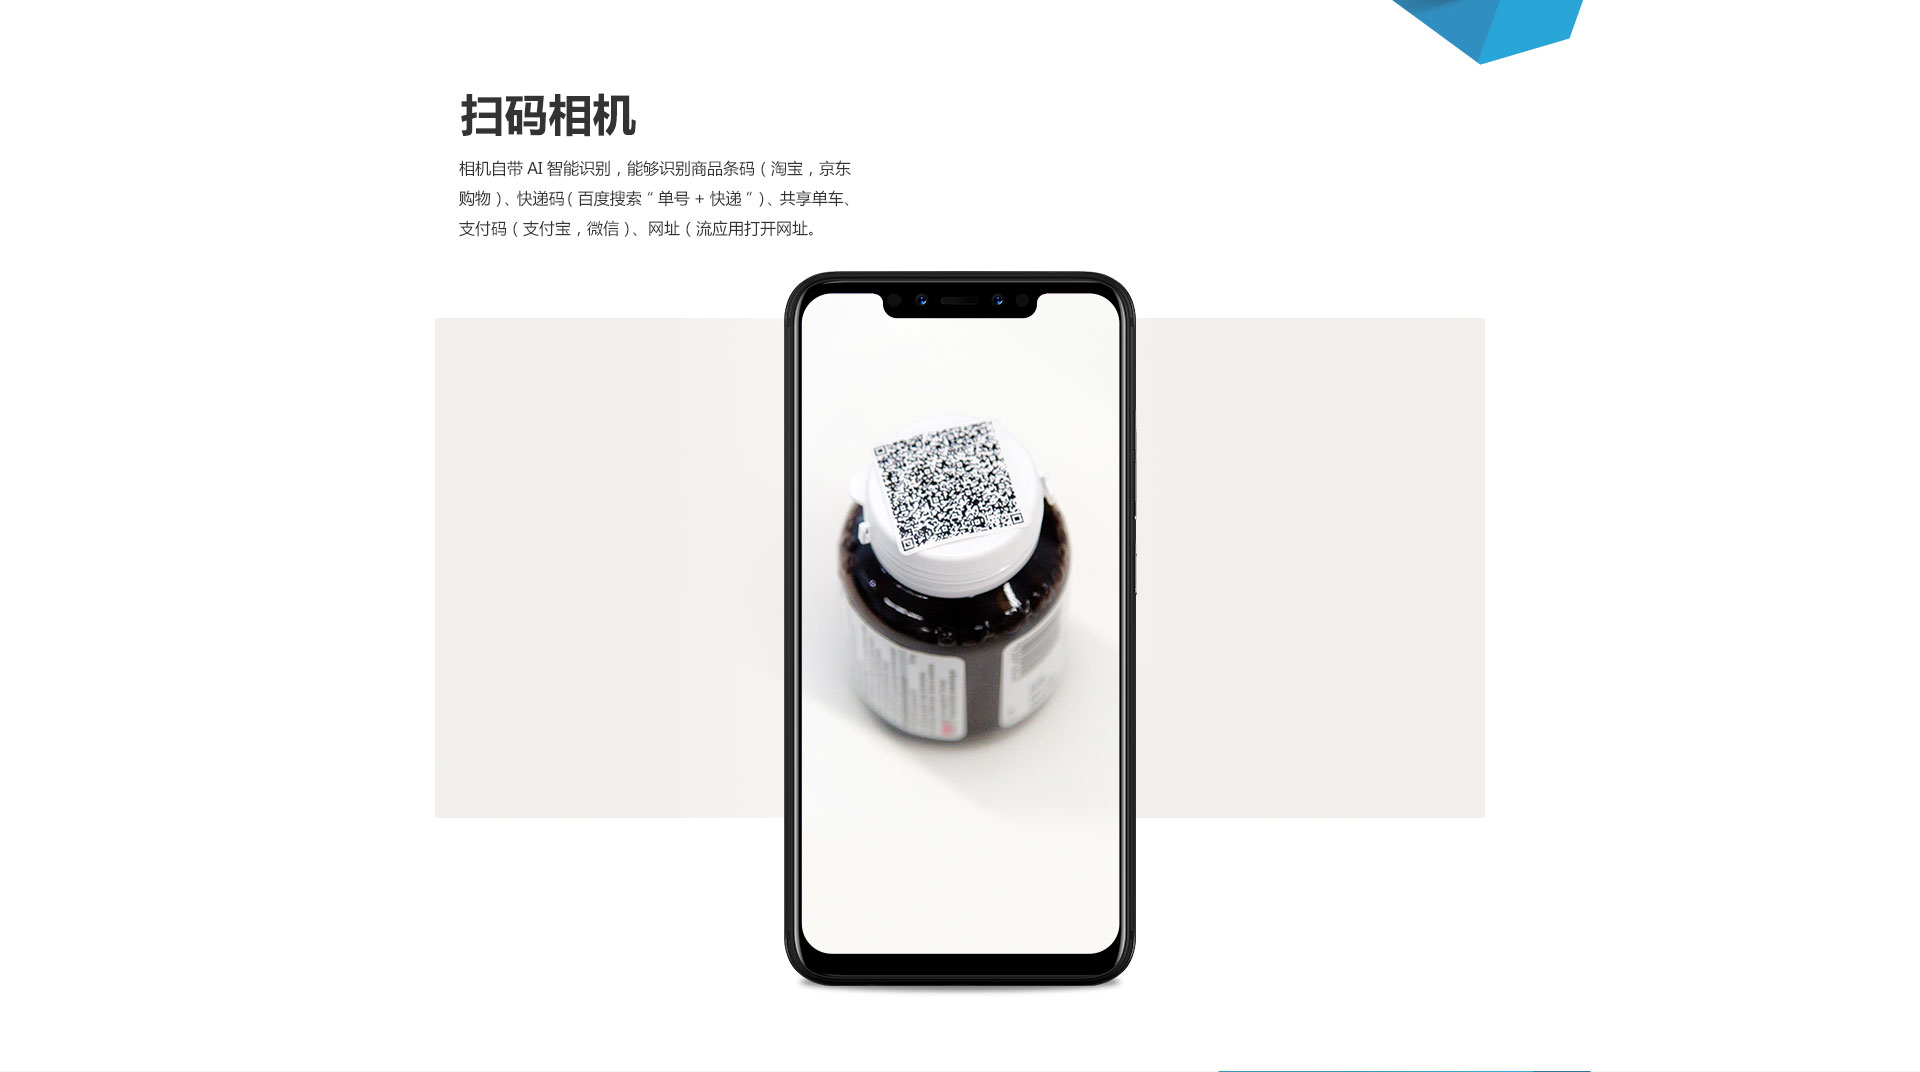 扫码相机
相机自带 AI 智能识别，能够识别商品条码（淘宝，京东
购物）、快递码（百度搜索“ 单号 + 快递 ”）、共享单车、
支付码（支付宝，微信）、网址（流应用打开网址。